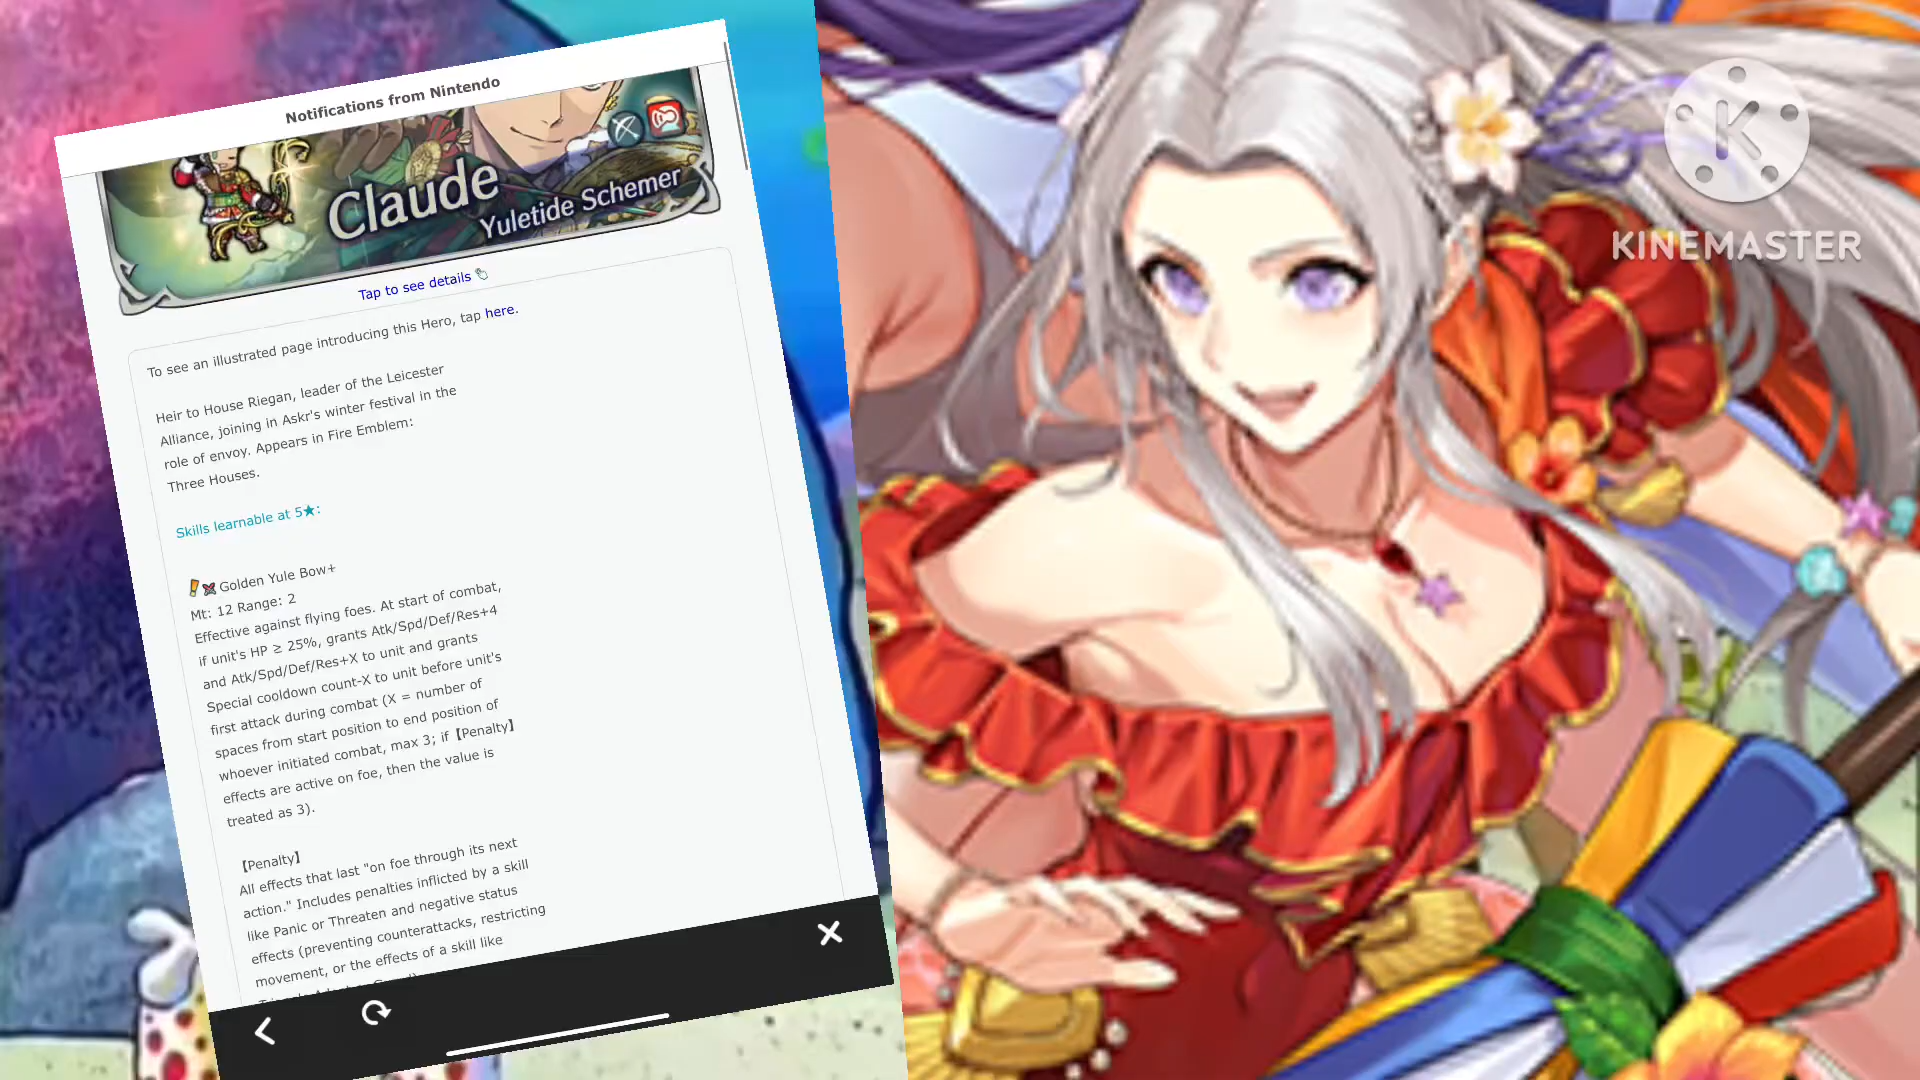 Notifications from Nintendo
Claude
Yuletide Schemer
Tap to see details
To see an illustrated page introducing this Hero, tap here.
Heir to House Riegan, leader of the Leicester
Alliance, joining in Askr's winter festival in the
role of envoy. Appears in Fire Emblem:
Three Houses.
Skills learnable at 5★:
Golden Yule Bow+
Mt: 12 Range: 2
Effective against flying foes. At start of combat,
if unit's HP ≥ 25%, grants Atk/Spd/Def/Res+4
and Atk/Spd/Def/Res+X to unit and grants
Special cooldown count-X to unit before unit's
first attack during combat (X = number of
spaces from start position to end position of
whoever initiated combat, max 3; if【Penalty】
effects are active on foe, then the value is
treated as 3).
【Penalty】
All effects that last "on foe through its next
action." Includes penalties inflicted by a skill
like Panic or Threaten and negative status
effects (preventing counterattacks, restricting
movement, or the effects of a skill like
K
KINEMASTER